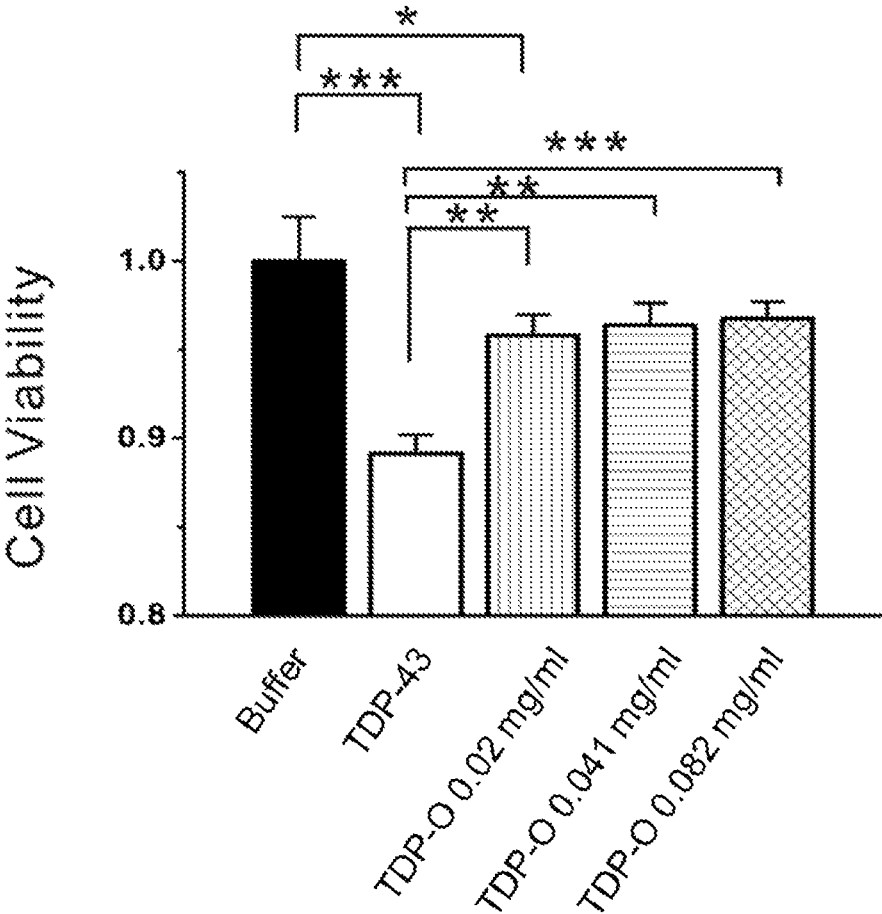 *
***
***
**
**
Cell Viability
1.0
0.9
0.8
Buffer
TDP-43
TDP-O 0.02 mg/ml
TDP-O 0.041 mg/ml
TDP-O 0.082 mg/ml